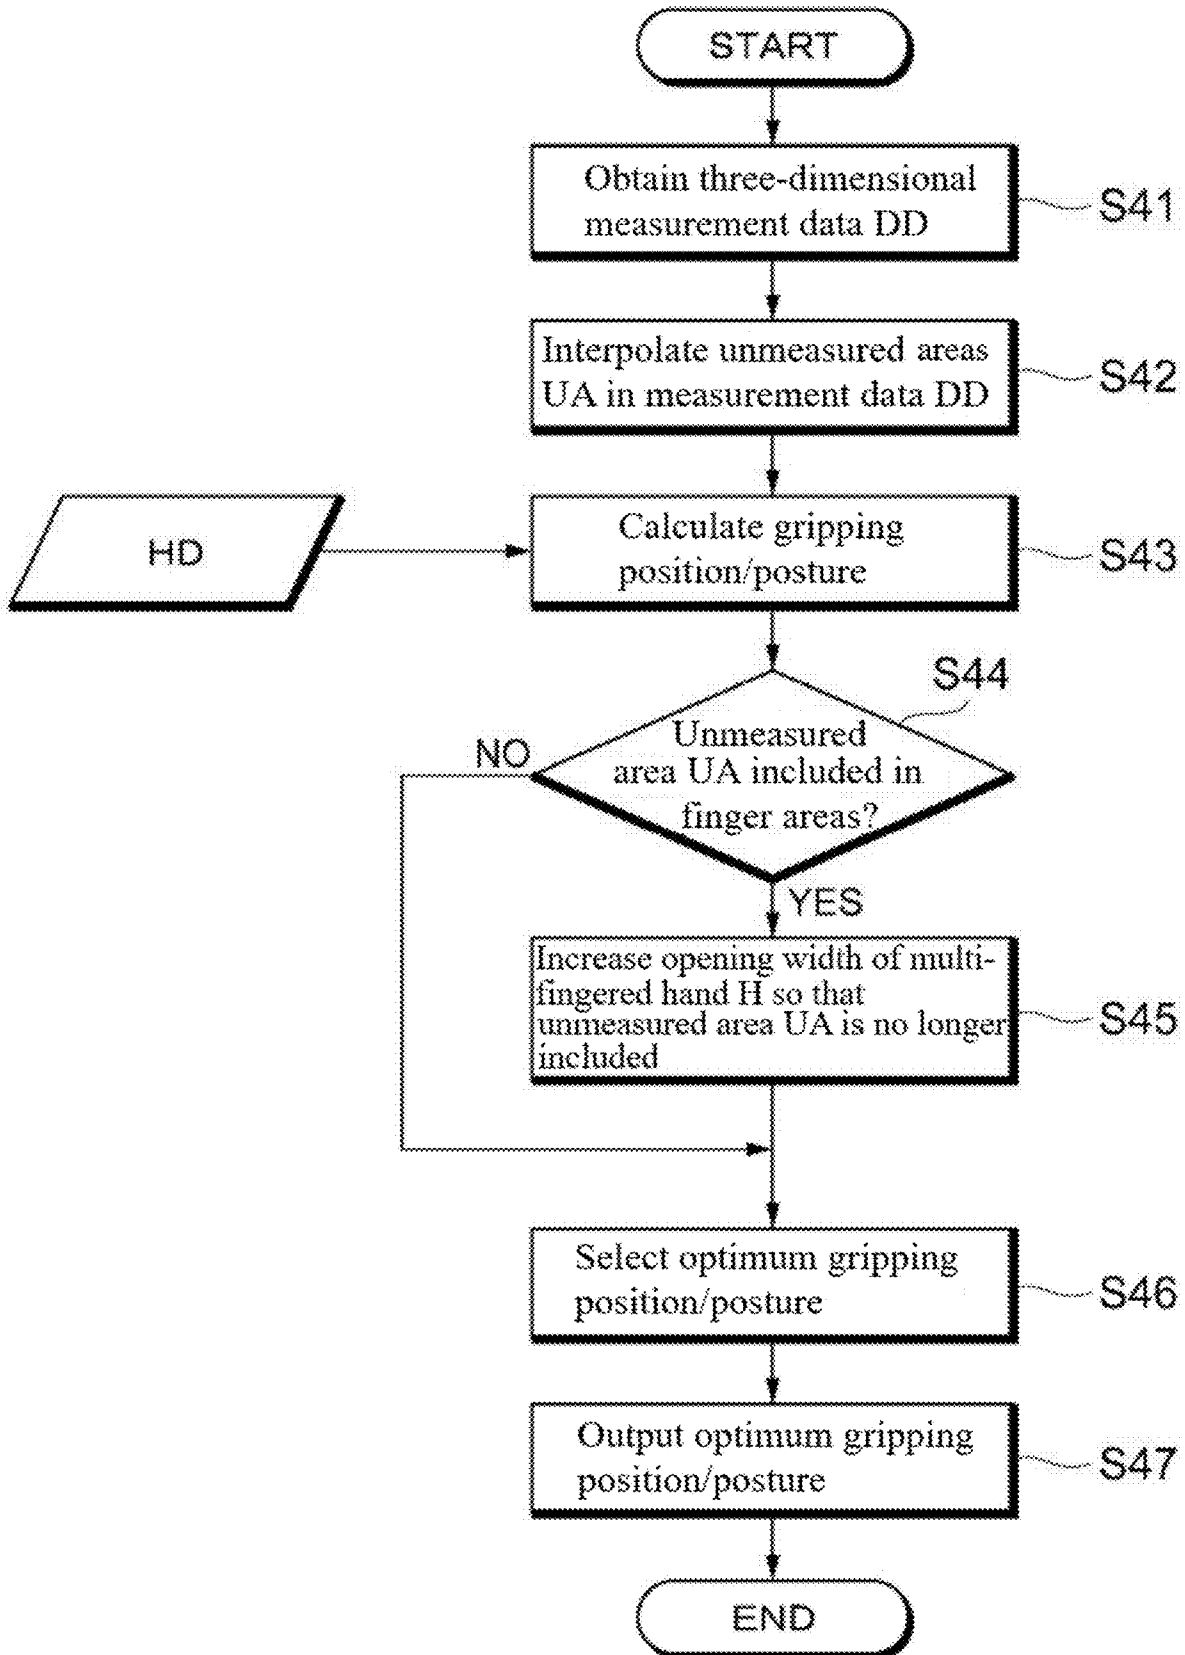 START
Obtain three-dimensional
measurement data DD
S41
Interpolate unmeasured areas
UA in measurement data DD
S42
HD
Calculate gripping
position/posture
S43
S44
Unmeasured
area UA included in
finger areas?
NO
YES
Increase opening width of multi-
fingered hand H so that
unmeasured area UA is no longer
included
S45
Select optimum gripping
position/posture
S46
Output optimum gripping
position/posture
S47
END